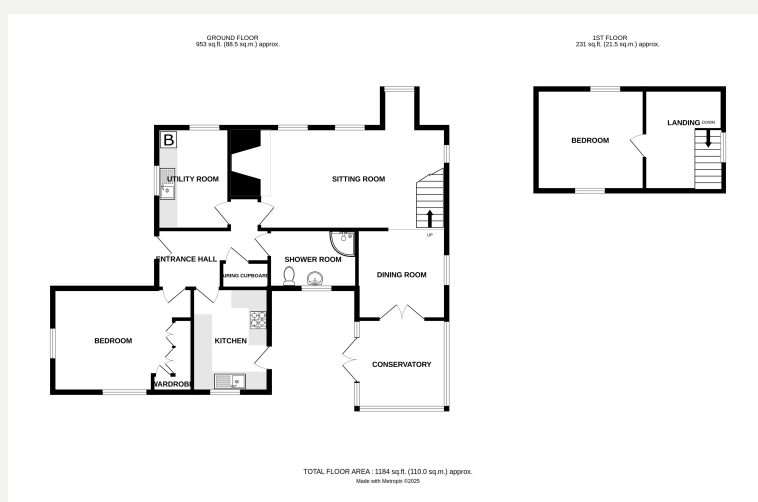 GROUND FLOOR
953 sq.ft. (88.5 sq.m.) approx.
1ST FLOOR
231 sq.ft. (21.5 sq.m.) approx.
B
UTILITY ROOM
SITTING ROOM
UP
BEDROOM
LANDING
DOWN
ENTRANCE HALL
SHOWER ROOM
AIRING CUPBOARD
DINING ROOM
BEDROOM
KITCHEN
WARDROBE
CONSERVATORY
TOTAL FLOOR AREA : 1184 sq.ft. (110.0 sq.m.) approx.
Made with Metropix ©2025